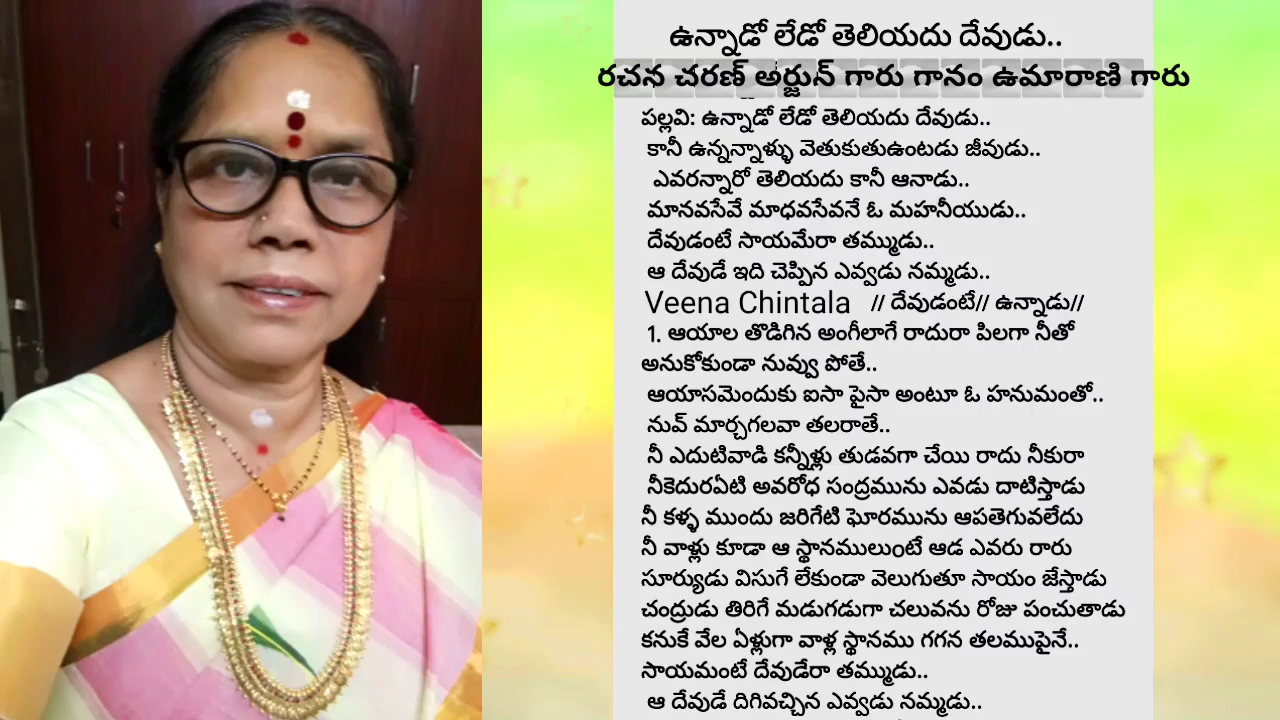 ఉన్నాడో లేడో తెలియదు దేవుడు..
రచన చరణ్ అర్జున్ గారు గానం ఉమారాణి గారు
పల్లవి: ఉన్నాడో లేడో తెలియదు దేవుడు..
కానీ ఉన్నన్నాళ్ళు వెతుకుతుఉంటడు జీవుడు..
ఎవరన్నారో తెలియదు కానీ ఆనాడు..
మానవసేవే మాధవసేవనే ఓ మహనీయుడు..
దేవుడంటే సాయమేరా తమ్ముడు..
ఆ దేవుడే ఇది చెప్పిన ఎవ్వడు నమ్మడు..
Veena Chintala // దేవుడంటే// ఉన్నాడు//
1. ఆయాల తొడిగిన అంగీలాగే రాదురా పిలగా నీతో
అనుకోకుండా నువ్వు పోతే..
ఆయాసమెందుకు ఐసా పైసా అంటూ ఓ హనుమంతో..
నువ్ మార్చగలవా తలరాతే..
నీ ఎదుటివాడి కన్నీళ్లు తుడవగా చేయి రాదు నీకురా
నీకెదురఏటి అవరోధ సంద్రమును ఎవడు దాటిస్తాడు
నీ కళ్ళ ముందు జరిగేటి ఘోరమును ఆపతెగువలేదు
నీ వాళ్లు కూడా ఆ స్థానములుంటే ఆడ ఎవరు రారు
సూర్యుడు విసుగే లేకుండా వెలుగుతూ సాయం జేస్తాడు
చంద్రుడు తిరిగే మడుగడుగా చలువను రోజు పంచుతాడు
కనుకే వేల ఏళ్లుగా వాళ్ల స్థానము గగన తలముపైనే..
సాయమంటే దేవుడేరా తమ్ముడు..
ఆ దేవుడే దిగివచ్చిన ఎవ్వడు నమ్మడు..